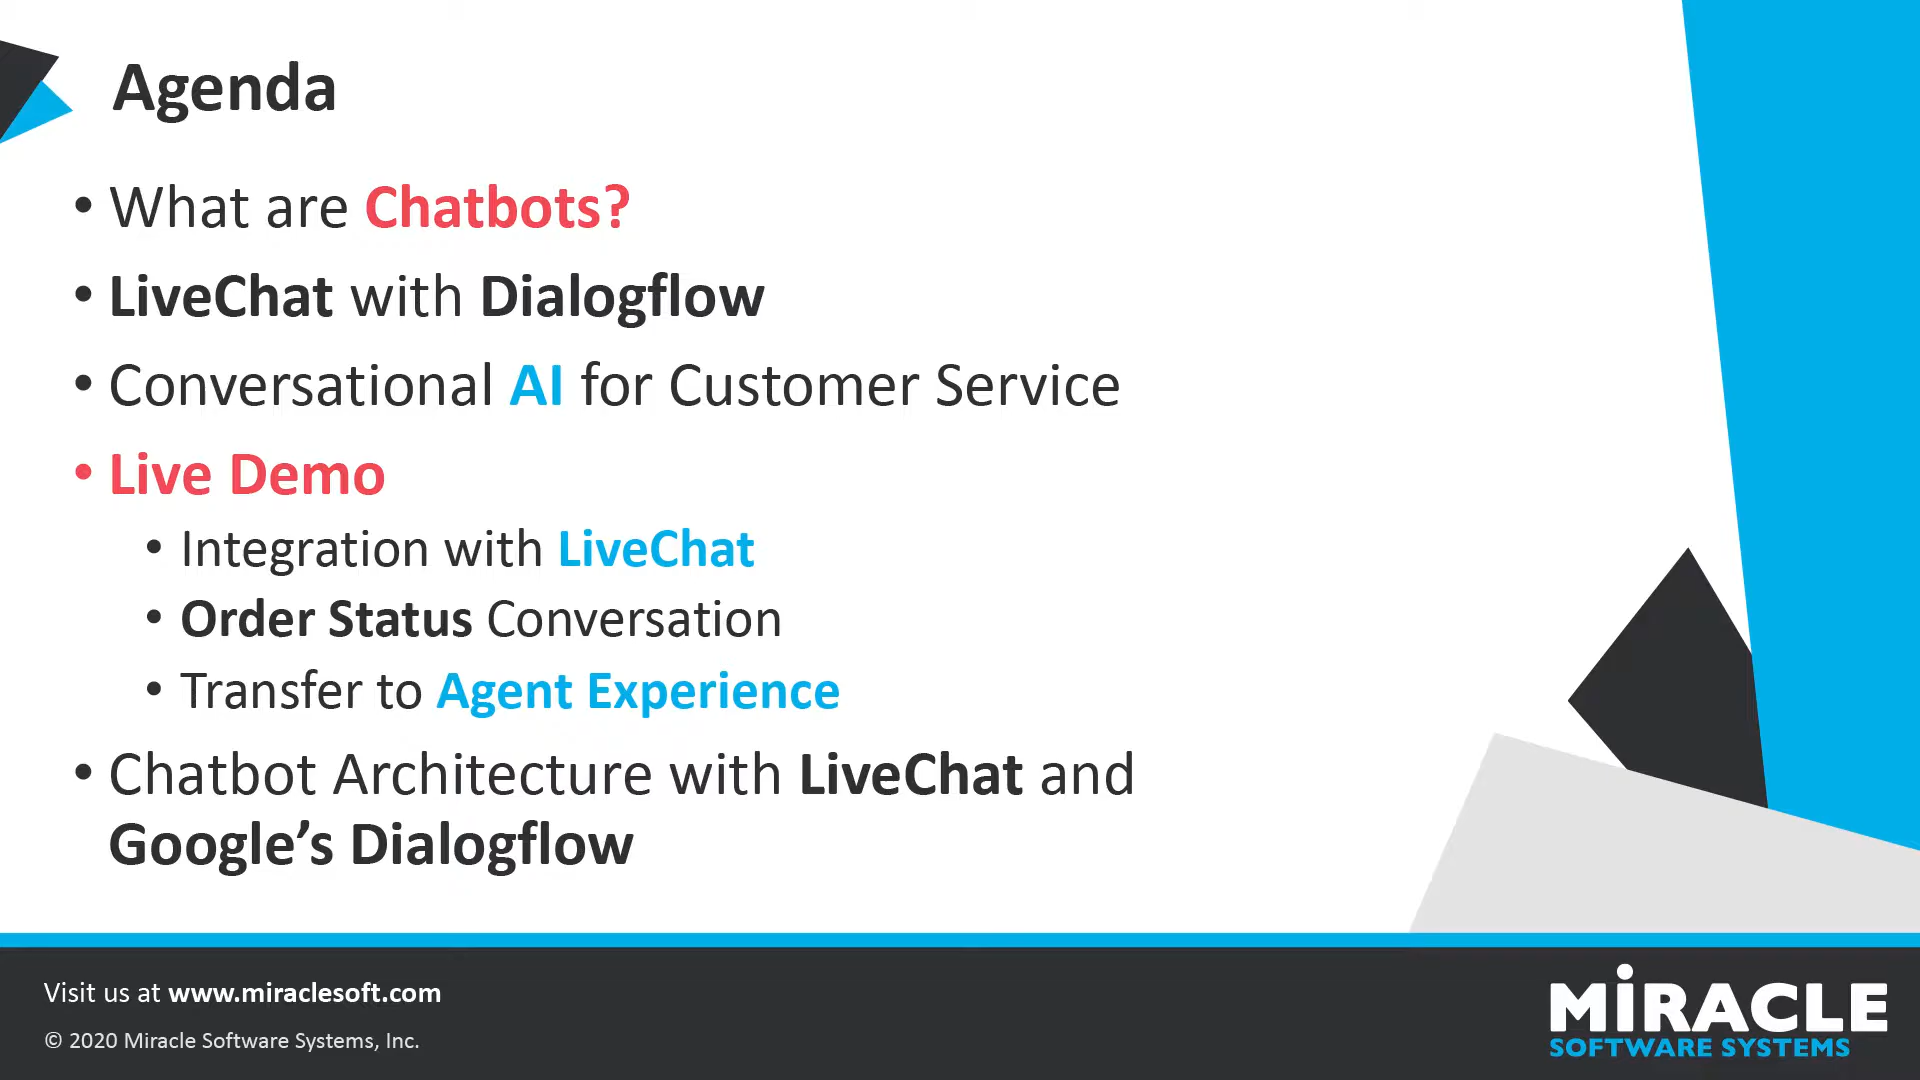 Agenda
• What are Chatbots?
• LiveChat with Dialogflow
• Conversational AI for Customer Service
• Live Demo
• Integration with LiveChat
• Order Status Conversation
• Transfer to Agent Experience
• Chatbot Architecture with LiveChat and
Google’s Dialogflow
Visit us at www.miraclesoft.com
© 2020 Miracle Software Systems, Inc.
MiRACLE
SOFTWARE SYSTEMS